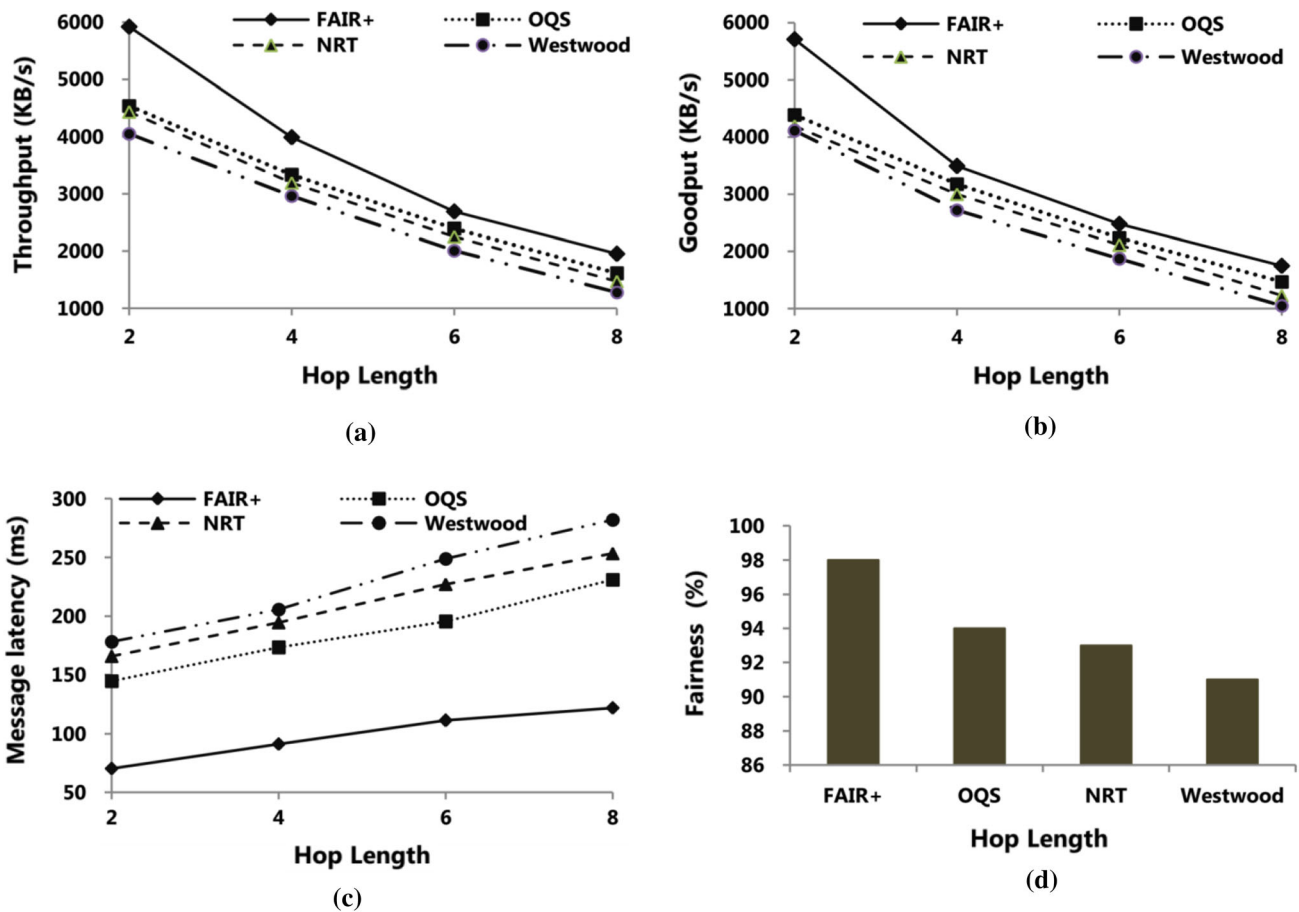 FAIR+ OQS
NRT Westwood
Throughput (KB/s)
6000
5000
4000
3000
2000
1000
2 4 6 8
Hop Length
(a)
FAIR+ OQS
NRT Westwood
Goodput (KB/s)
6000
5000
4000
3000
2000
1000
2 4 6 8
Hop Length
(b)
FAIR+ OQS
NRT Westwood
Message latency (ms)
300
250
200
150
100
50
2 4 6 8
Hop Length
(c)
Fairness (%)
100
98
96
94
92
90
88
86
FAIR+ OQS NRT Westwood
Hop Length
(d)